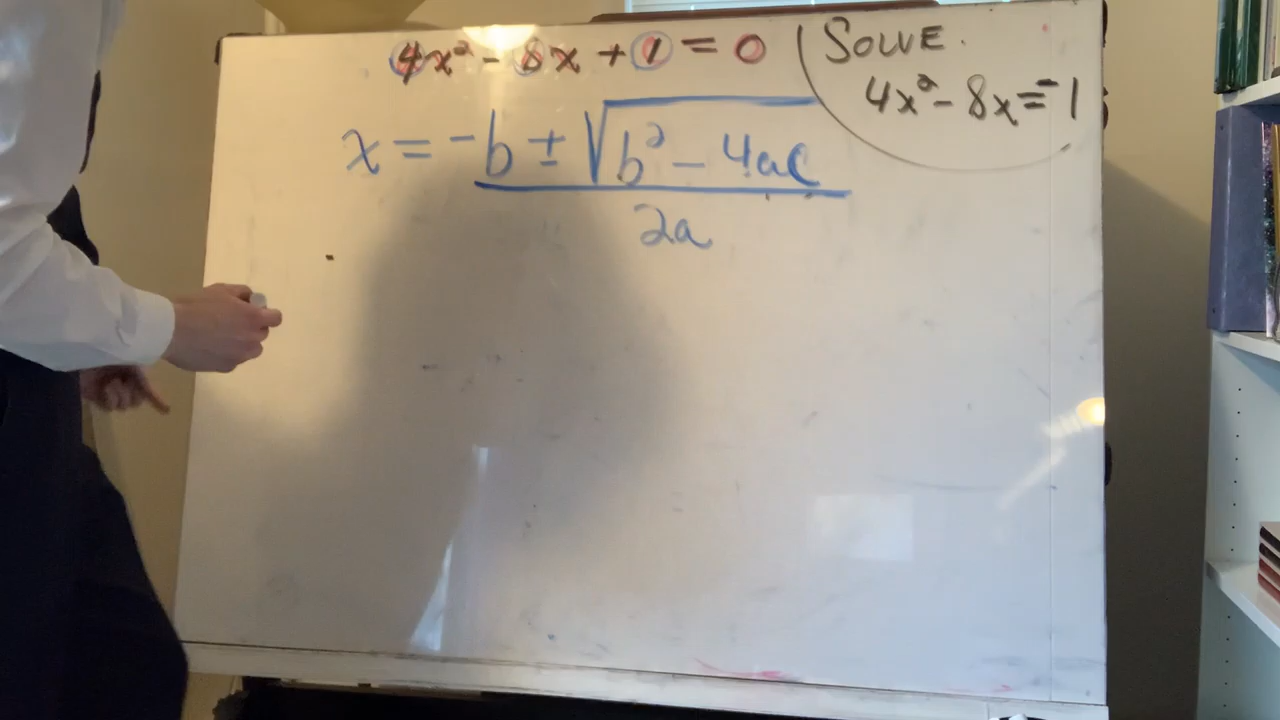 4x² - 8x + 1 = 0
SOLVE.
4x² - 8x = -1
x = -b ± √b² - 4ac
2a